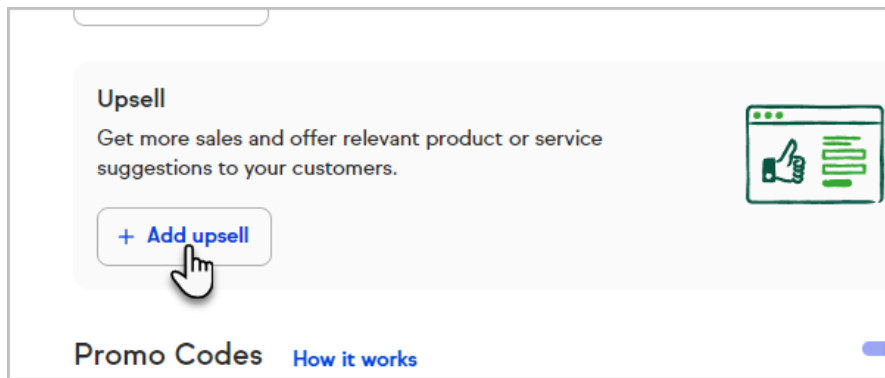 Upsell
Get more sales and offer relevant product or service
suggestions to your customers.
+ Add upsell
Promo Codes How it works